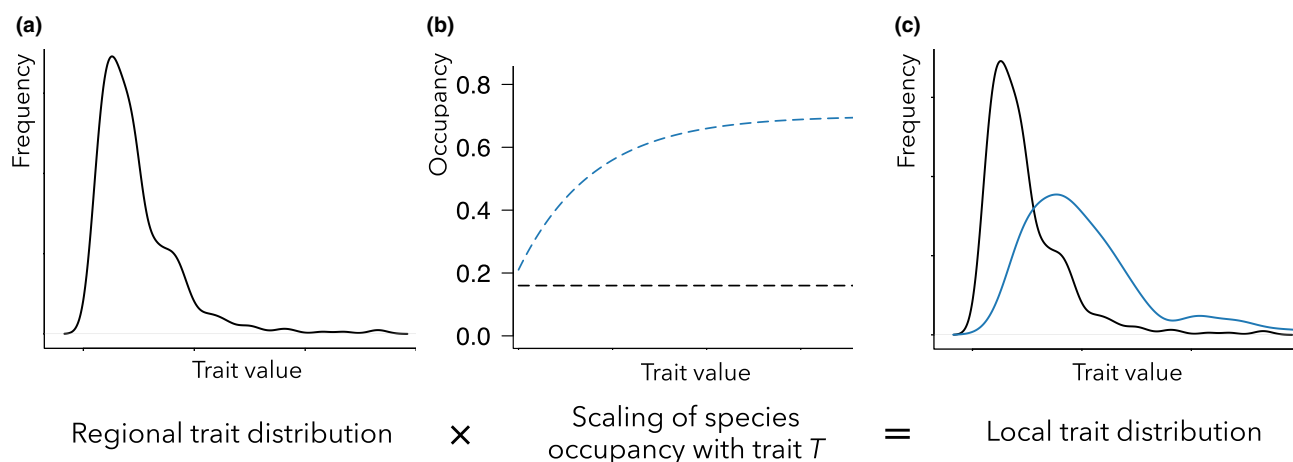 (a)
Frequency
Trait value
(b)
Occupancy
0.8
0.6
0.4
0.2
0.0
Trait value
(c)
Frequency
Trait value
Regional trait distribution
×
Scaling of species
occupancy with trait T
=
Local trait distribution